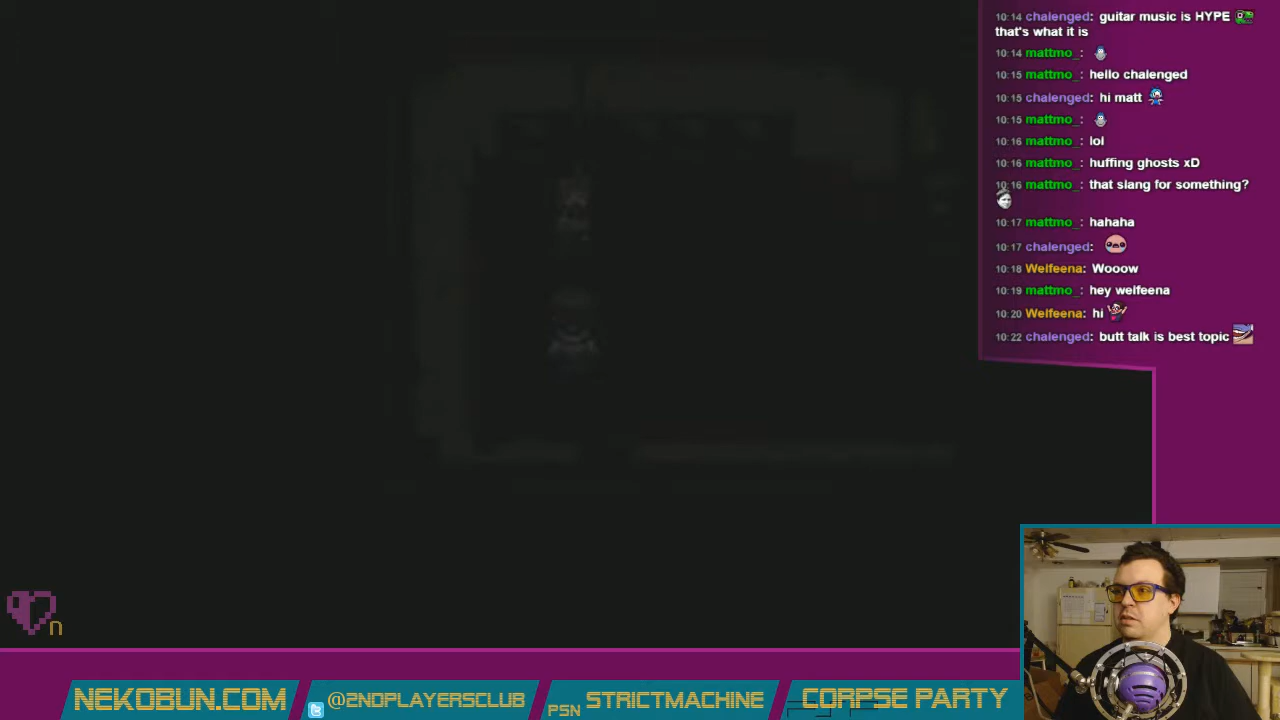 10:14 chalenged: guitar music is HYPE
that's what it is
10:14 mattmo_:
10:15 mattmo_: hello chalenged
10:15 chalenged: hi matt
10:15 mattmo_:
10:16 mattmo_: lol
10:16 mattmo_: huffing ghosts xD
10:16 mattmo_: that slang for something?
10:17 mattmo_: hahaha
10:17 chalenged:
10:18 Welfeena: Wooow
10:19 mattmo_: hey welfeena
10:20 Welfeena: hi
10:22 chalenged: butt talk is best topic
n
NEKOBUN.COM
@2NDPLAYERSCLUB
PSN STRICTMACHINE
CORPSE PARTY